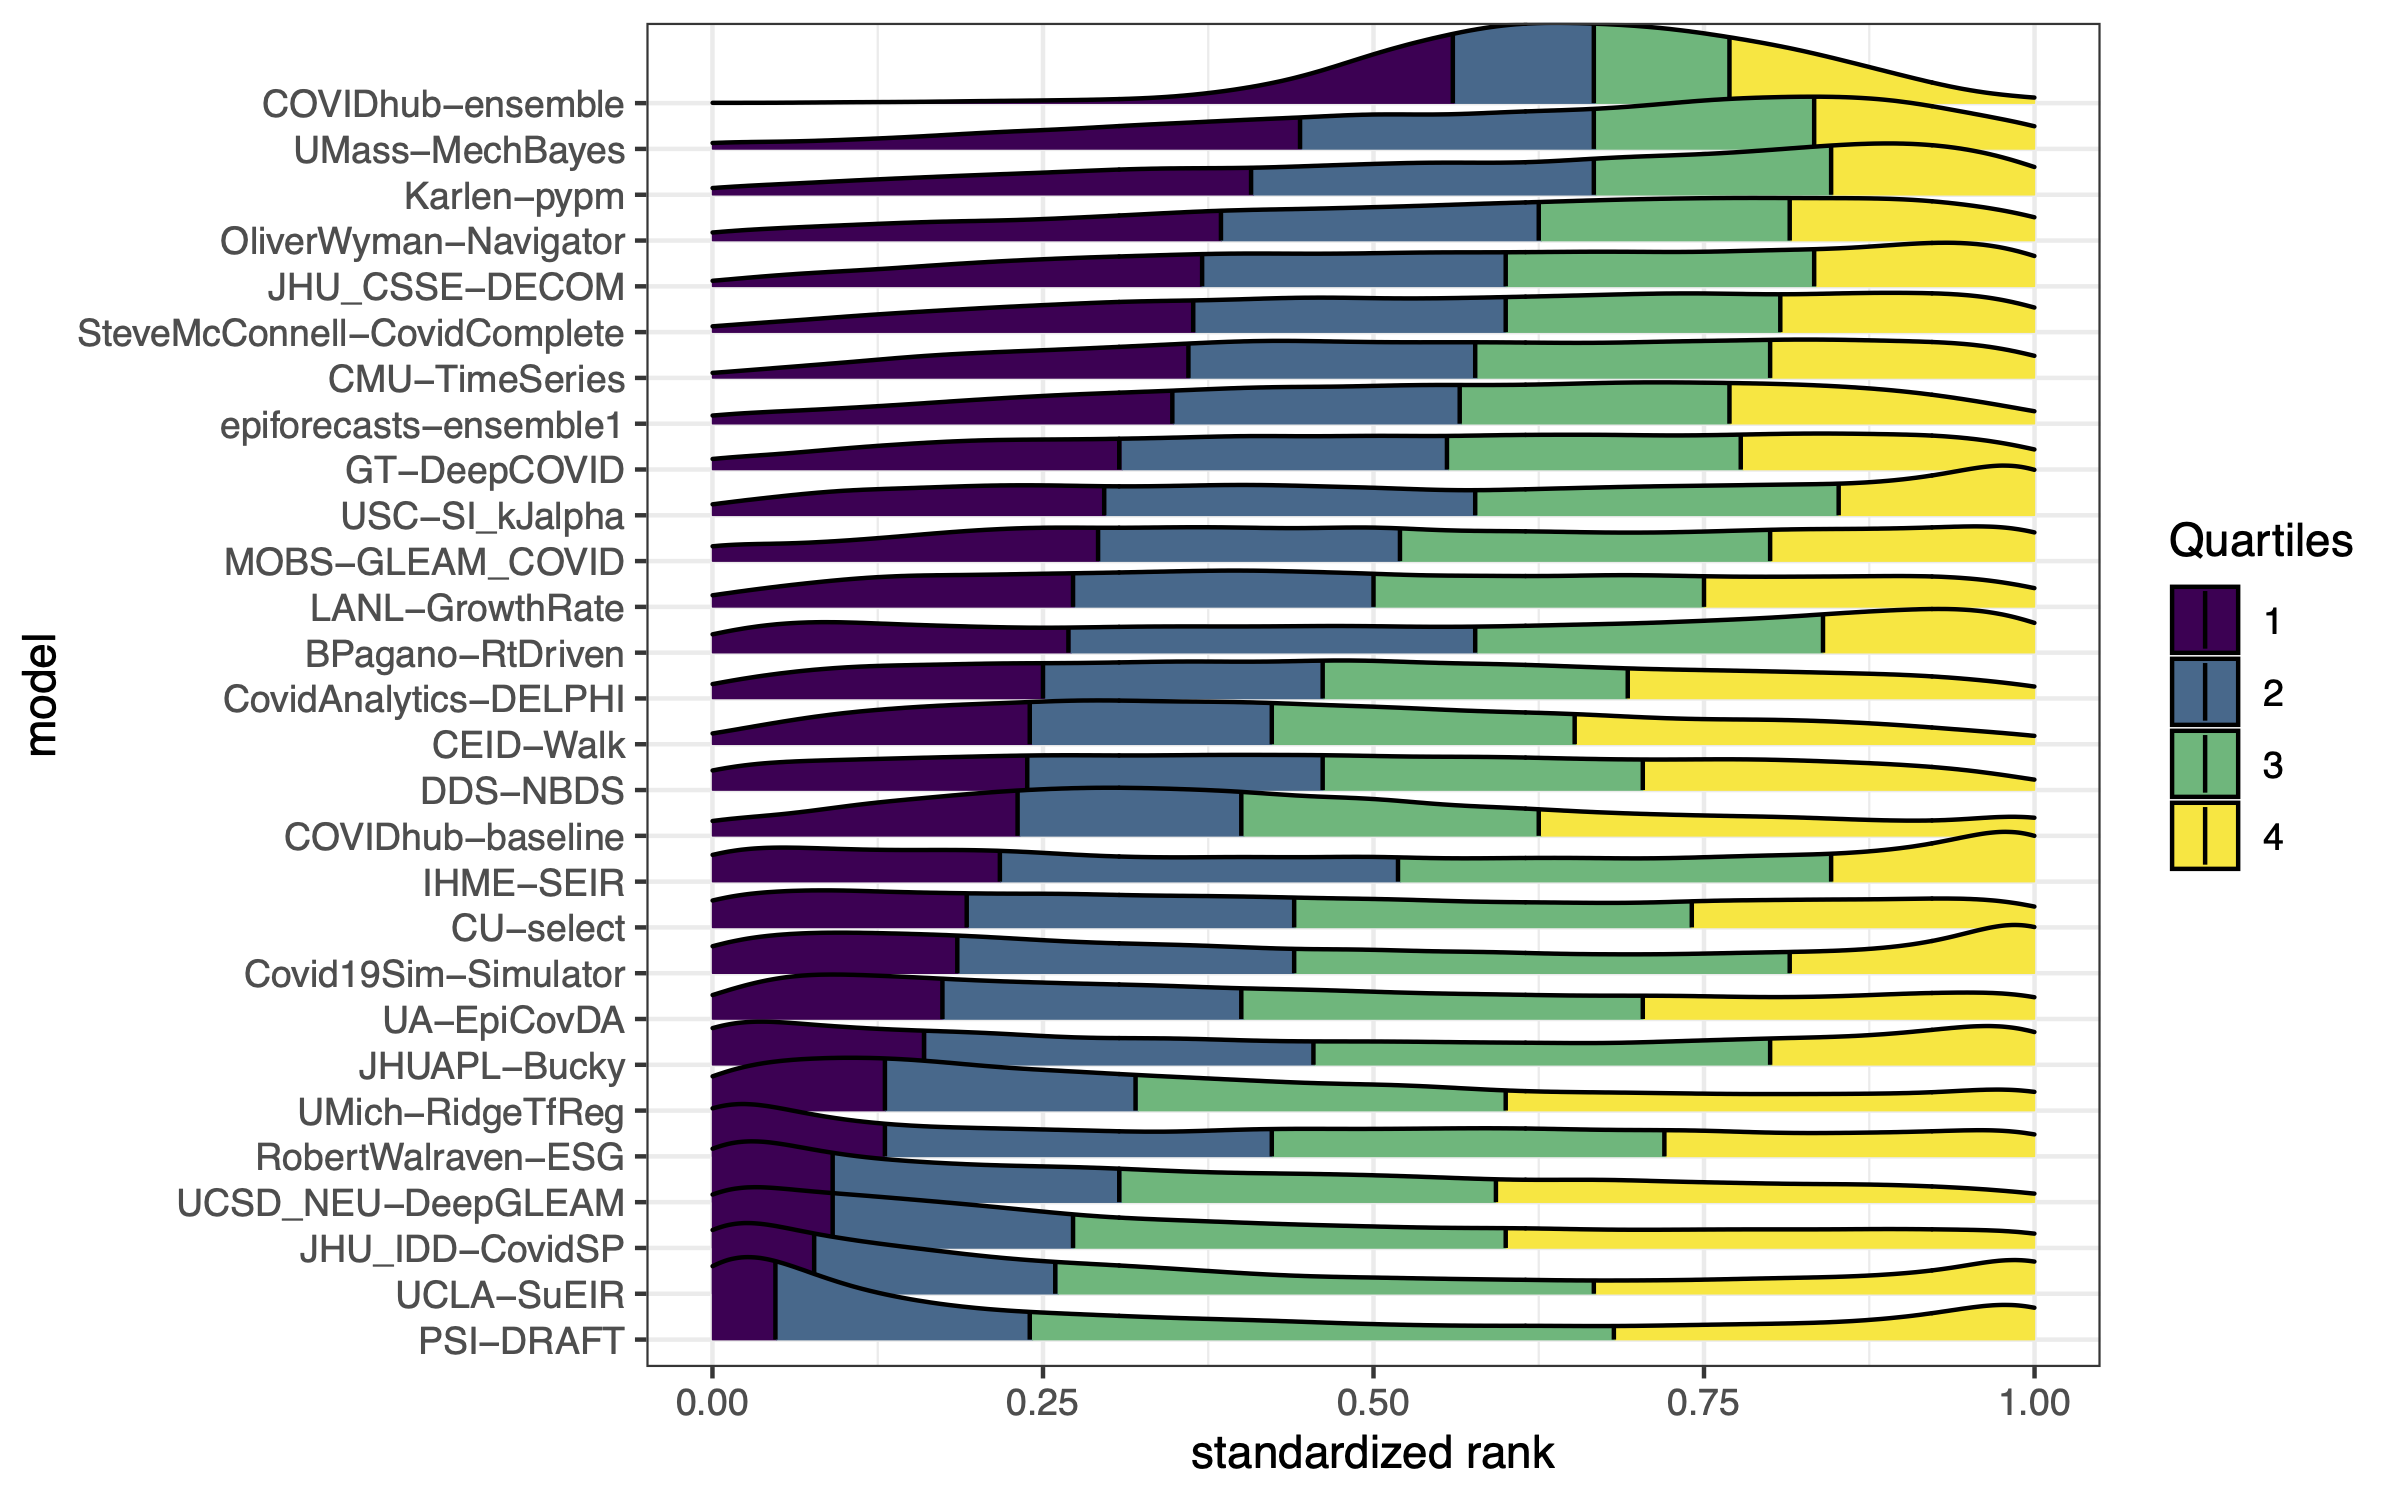 COVIDhub−ensemble
UMass−MechBayes
Karlen−pypm
OliverWyman−Navigator
JHU_CSSE−DECOM
SteveMcConnell−CovidComplete
CMU−TimeSeries
epiforecasts−ensemble1
GT−DeepCOVID
USC−SI_kJalpha
MOBS−GLEAM_COVID
LANL−GrowthRate
BPagano−RtDriven
CovidAnalytics−DELPHI
CEID−Walk
DDS−NBDS
COVIDhub−baseline
IHME−SEIR
CU−select
Covid19Sim−Simulator
UA−EpiCovDA
JHUAPL−Bucky
UMich−RidgeTfReg
RobertWalraven−ESG
UCSD_NEU−DeepGLEAM
JHU_IDD−CovidSP
UCLA−SuEIR
PSI−DRAFT
model
0.00 0.25 0.50 0.75 1.00
standardized rank
Quartiles
1
2
3
4